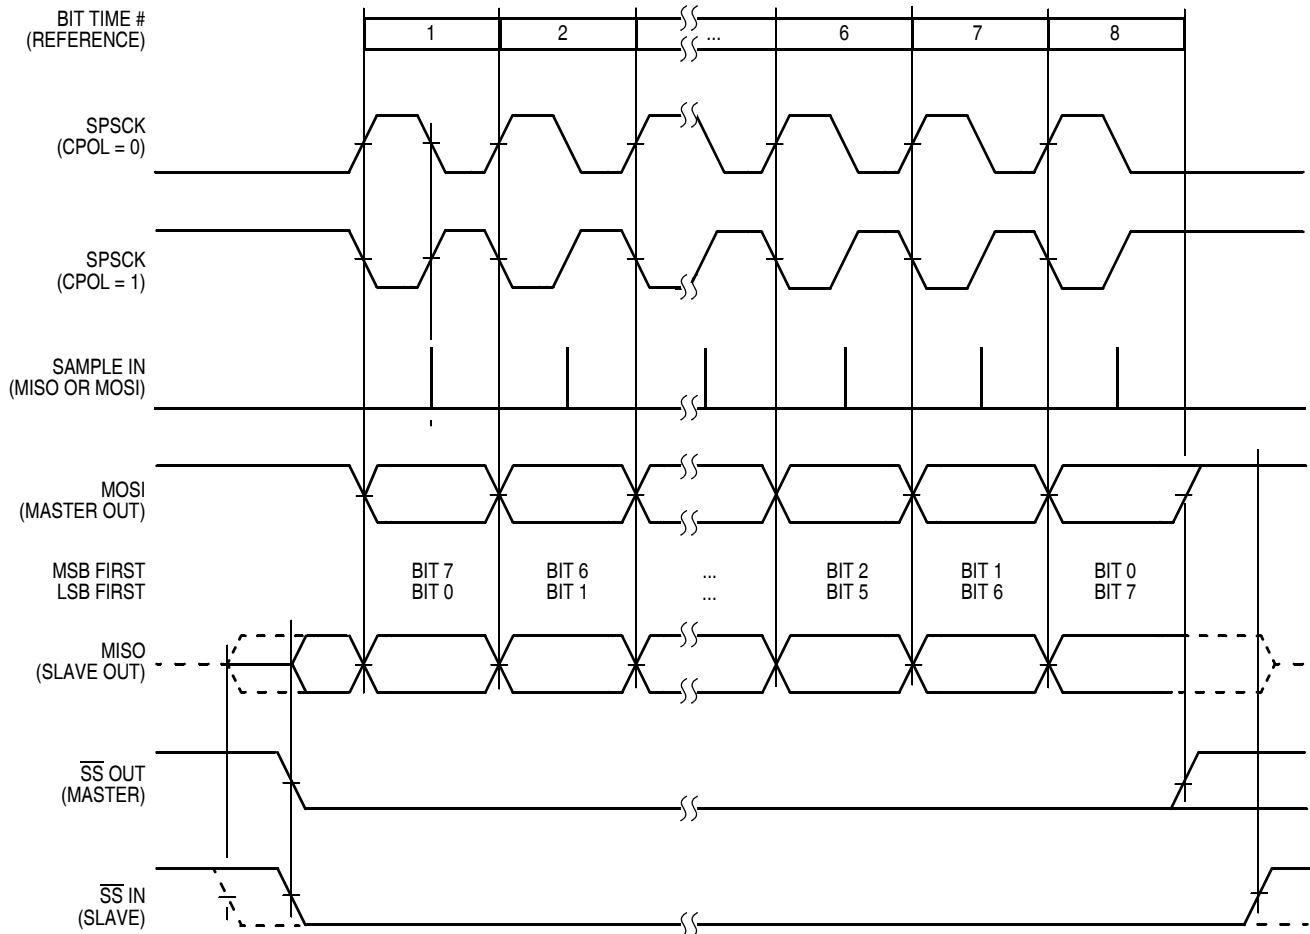 BIT TIME #
(REFERENCE)
1 2 ... 6 7 8
SPSCK
(CPOL = 0)
SPSCK
(CPOL = 1)
SAMPLE IN
(MISO OR MOSI)
MOSI
(MASTER OUT)
MSB FIRST BIT 7 BIT 6 ... BIT 2 BIT 1 BIT 0
LSB FIRST BIT 0 BIT 1 ... BIT 5 BIT 6 BIT 7
MISO
(SLAVE OUT)
S̅S̅ OUT
(MASTER)
S̅S̅ IN
(SLAVE)